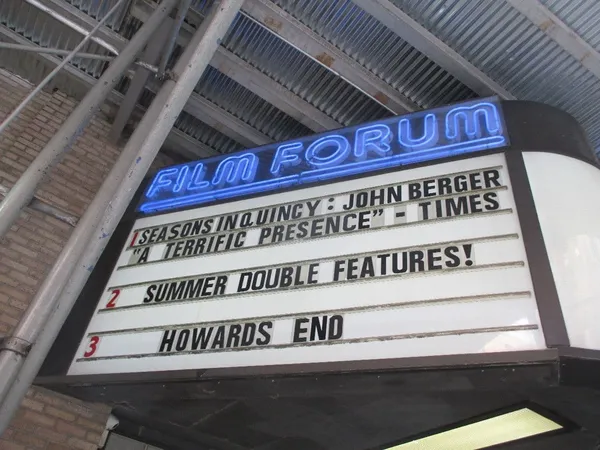 FILM FORUM
1 SEASONS IN QUINCY: JOHN BERGER
"A TERRIFIC PRESENCE" - TIMES
2 SUMMER DOUBLE FEATURES!
3 HOWARDS END